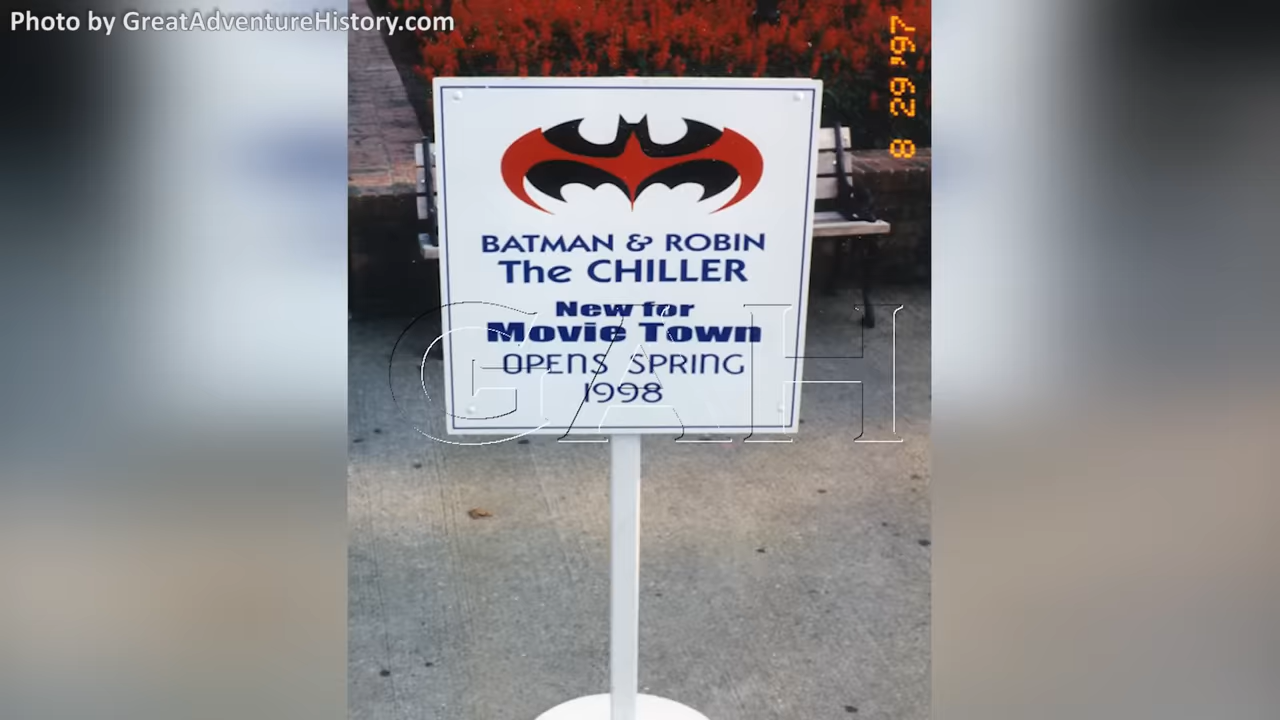 Photo by GreatAdventureHistory.com
8 29 '97
BATMAN & ROBIN
The CHILLER
New for
Movie Town
OPENS SPRING
1998
GAH